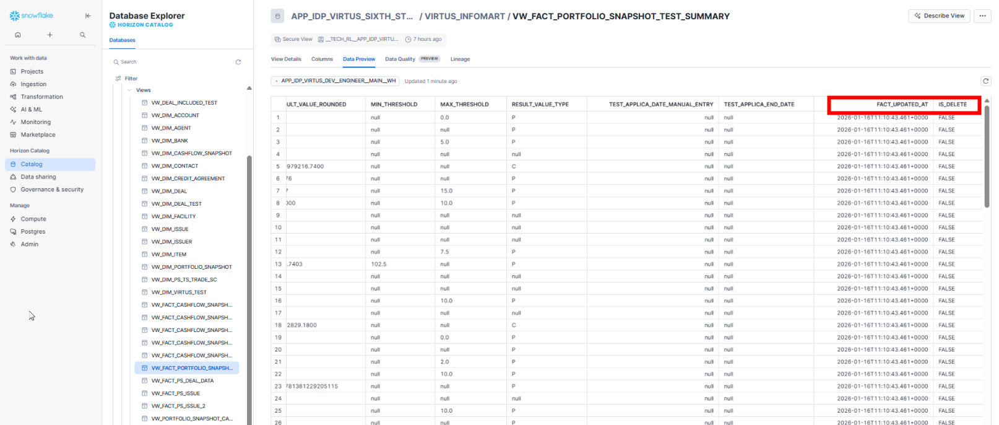 snowflake
Work with data
Projects
Ingestion
Transformation
AI & ML
Monitoring
Marketplace
Horizon Catalog
Catalog
Data sharing
Governance & security
Manage
Compute
Postgres
Admin
Database Explorer
HORIZON CATALOG
Databases
Search
Filter
Views
VW_DEAL_INCLUDED_TEST
VW_DIM_ACCOUNT
VW_DIM_AGENT
VW_DIM_BANK
VW_DIM_CASHFLOW_SNAPSHOT
VW_DIM_CONTACT
VW_DIM_CREDIT_AGREEMENT
VW_DIM_DEAL
VW_DIM_DEAL_TEST
VW_DIM_FACILITY
VW_DIM_ISSUE
VW_DIM_ISSUER
VW_DIM_ITEM
VW_DIM_PORTFOLIO_SNAPSHOT
VW_DIM_PS_TS_TRADE_SC
VW_DIM_VIRTUS_TEST
VW_FACT_CASHFLOW_SNAPSH...
VW_FACT_CASHFLOW_SNAPSH...
VW_FACT_CASHFLOW_SNAPSH...
VW_FACT_CASHFLOW_SNAPSH...
VW_FACT_CASHFLOW_SNAPSH...
VW_FACT_PORTFOLIO_SNAPSH...
VW_FACT_PS_DEAL_DATA
VW_FACT_PS_ISSUE
VW_FACT_PS_ISSUE_2
VW_PORTFOLIO_SNAPSHOT_CA...
APP_IDP_VIRTUS_SIXTH_ST... / VIRTUS_INFOMART / VW_FACT_PORTFOLIO_SNAPSHOT_TEST_SUMMARY
Describe View
Secure View __TECH_RL__APP_IDP_VIRTU... 7 hours ago
View Details Columns Data Preview Data Quality PREVIEW Lineage
APP_IDP_VIRTUS_DEV__ENGINEER__MAIN__WH Updated 1 minute ago
ULT_VALUE_ROUNDED MIN_THRESHOLD MAX_THRESHOLD RESULT_VALUE_TYPE TEST_APPLICA_DATE_MANUAL_ENTRY TEST_APPLICA_END_DATE FACT_UPDATED_AT IS_DELETE
1 null 0.0 P null null 2026-01-16T11:10:43.461+0000 FALSE
2 null null P null null 2026-01-16T11:10:43.461+0000 FALSE
3 null 5.0 P null null 2026-01-16T11:10:43.461+0000 FALSE
4 null null null null null 2026-01-16T11:10:43.461+0000 FALSE
5 979216.7400 null null C null null 2026-01-16T11:10:43.461+0000 FALSE
6 76 null null P null null 2026-01-16T11:10:43.461+0000 FALSE
7 null 15.0 P null null 2026-01-16T11:10:43.461+0000 FALSE
8 000 null 10.0 P null null 2026-01-16T11:10:43.461+0000 FALSE
9 null null null null null 2026-01-16T11:10:43.461+0000 FALSE
10 null null null null null 2026-01-16T11:10:43.461+0000 FALSE
11 null null null null null 2026-01-16T11:10:43.461+0000 FALSE
12 null 7.5 P null null 2026-01-16T11:10:43.461+0000 FALSE
13 .7403 102.5 null P null null 2026-01-16T11:10:43.461+0000 FALSE
14 null null null null null 2026-01-16T11:10:43.461+0000 FALSE
15 null null null null null 2026-01-16T11:10:43.461+0000 FALSE
16 null 10.0 P null null 2026-01-16T11:10:43.461+0000 FALSE
17 null null null null null 2026-01-16T11:10:43.461+0000 FALSE
18 2829.1800 null null C null null 2026-01-16T11:10:43.461+0000 FALSE
19 null 0.0 P null null 2026-01-16T11:10:43.461+0000 FALSE
20 null null P null null 2026-01-16T11:10:43.461+0000 FALSE
21 null 2.0 P null null 2026-01-16T11:10:43.461+0000 FALSE
22 null 10.0 P null null 2026-01-16T11:10:43.461+0000 FALSE
23 781381229205115 null null P null null 2026-01-16T11:10:43.461+0000 FALSE
24 null null null null null 2026-01-16T11:10:43.461+0000 FALSE
25 null 10.0 P null null 2026-01-16T11:10:43.461+0000 FALSE
26 null null P null null 2026-01-16T11:10:43.461+0000 FALSE